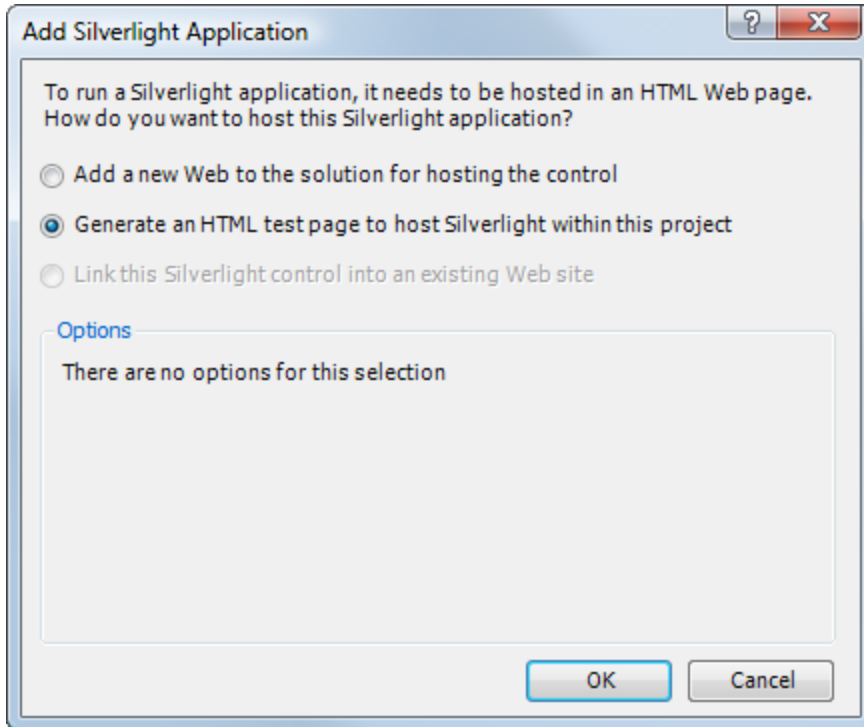 Add Silverlight Application
To run a Silverlight application, it needs to be hosted in an HTML Web page.
How do you want to host this Silverlight application?
Add a new Web to the solution for hosting the control
Generate an HTML test page to host Silverlight within this project
Link this Silverlight control into an existing Web site
Options
There are no options for this selection
OK
Cancel